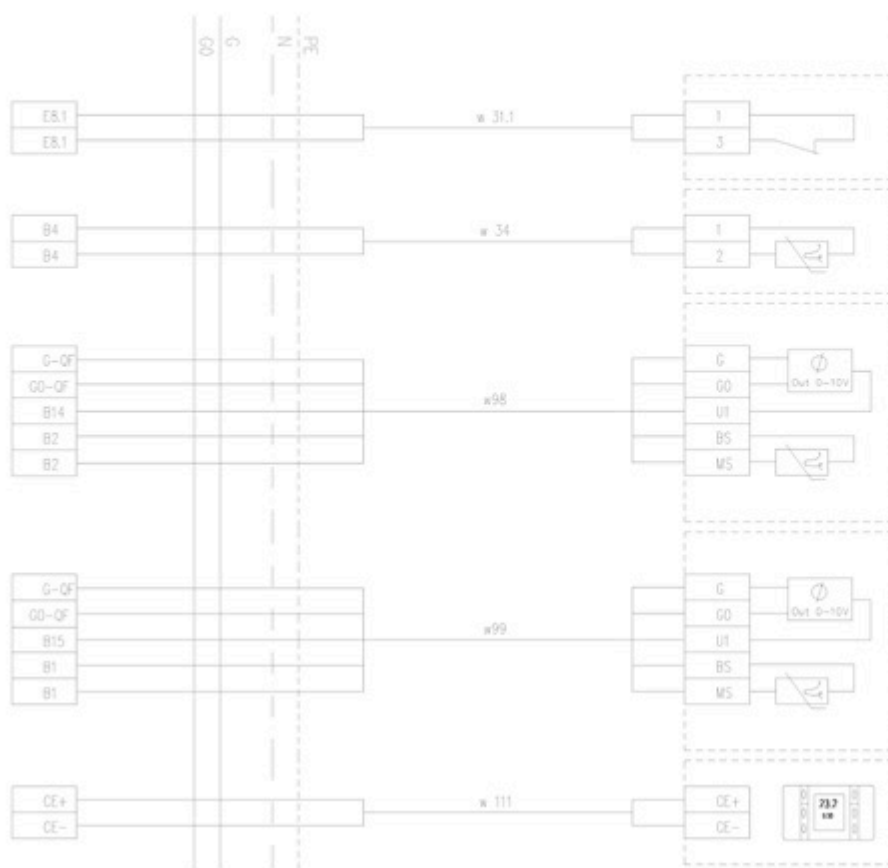 G0 G N PE
E8.1 w 31.1 1
E8.1 3
B4 w 34 1
B4 2
G-QF G
G0-QF G0 Out 0-10V
B14 w98 U1
B2 BS
B2 MS
G-QF G
G0-QF G0 Out 0-10V
B15 w99 U1
B1 BS
B1 MS
CE+ w 111 CE+ 23.2
CE- CE-